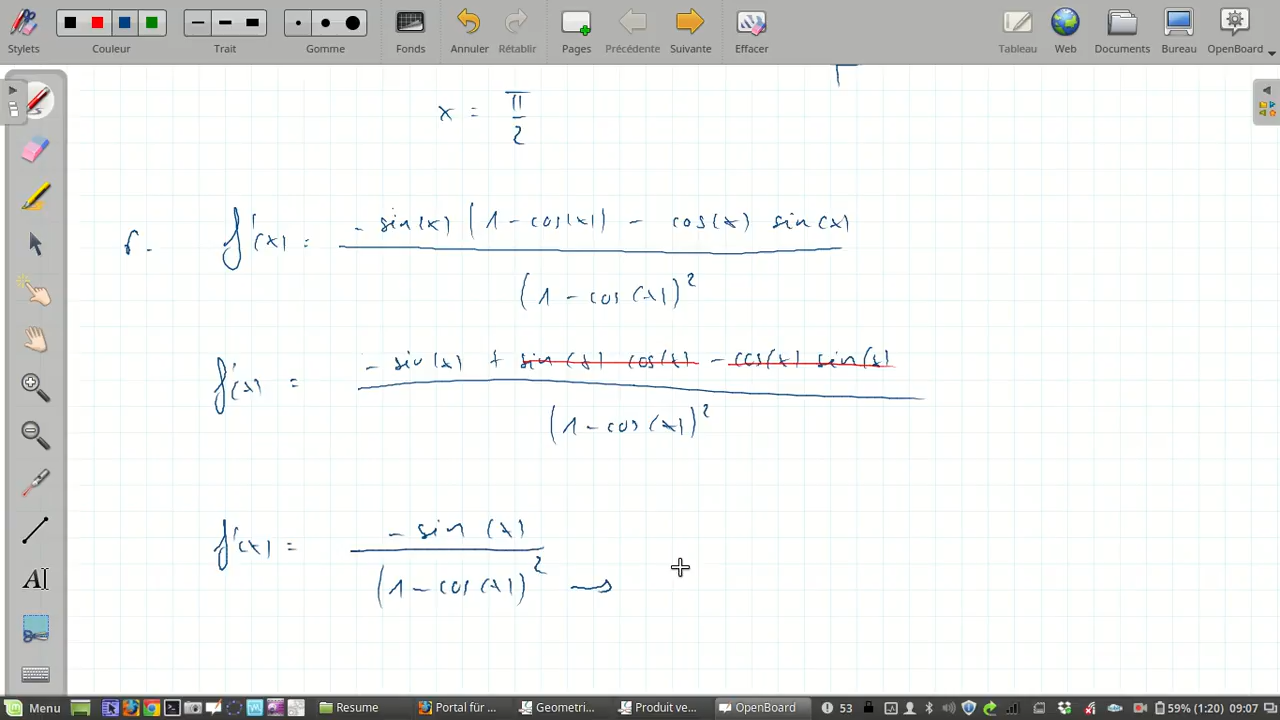 Stylets Couleur Trait Gomme Fonds Annuler Rétablir Pages Précédente Suivante Effacer Tableau Web Documents Bureau OpenBoard
x = π/2
f'(x) = (- sin(x) (1 - cos(x)) - cos(x) sin(x)) / (1 - cos(x))²
f'(x) = (- sin(x) + sin(x) cos(x) - cos(x) sin(x)) / (1 - cos(x))²
f'(x) = - sin(x) / (1 - cos(x))² →
Menu Resume Portal für ... Geometri... Produit ve... OpenBoard 53 59% (1:20) 09:07